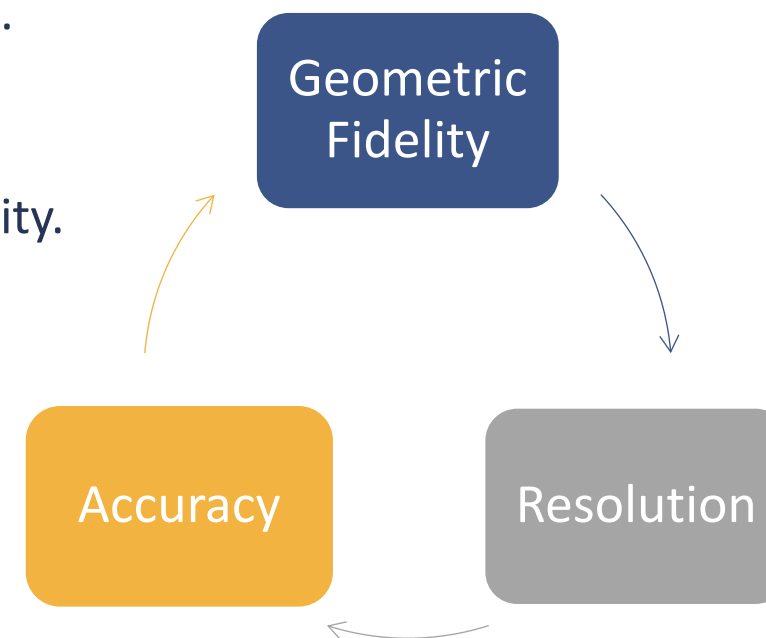 .
Geometric
Fidelity
ity.
Accuracy
Resolution